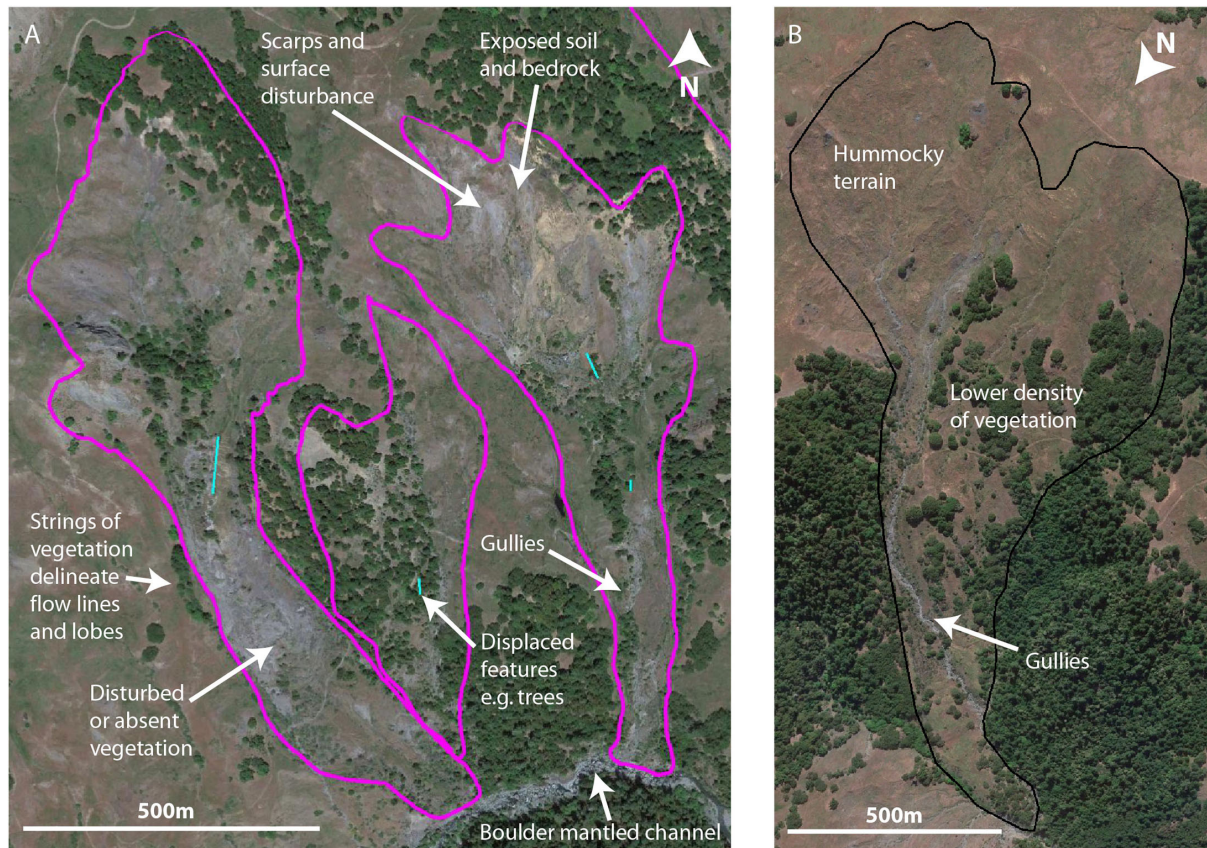 A
Scarps and
surface
disturbance
Exposed soil
and bedrock
N
Strings of
vegetation
delineate
flow lines
and lobes
Gullies
Displaced
features
e.g. trees
Disturbed
or absent
vegetation
500m
Boulder mantled channel
B
N
Hummocky
terrain
Lower density
of vegetation
Gullies
500m